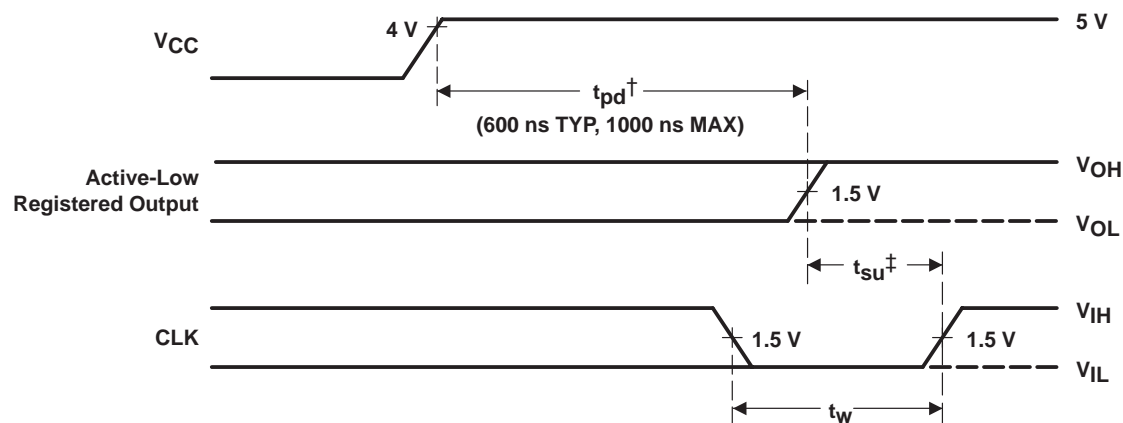 VCC
4 V
5 V
tpd†
(600 ns TYP, 1000 ns MAX)
Active-Low
Registered Output
VOH
1.5 V
VOL
tsu‡
CLK
VIH
1.5 V
1.5 V
VIL
tw